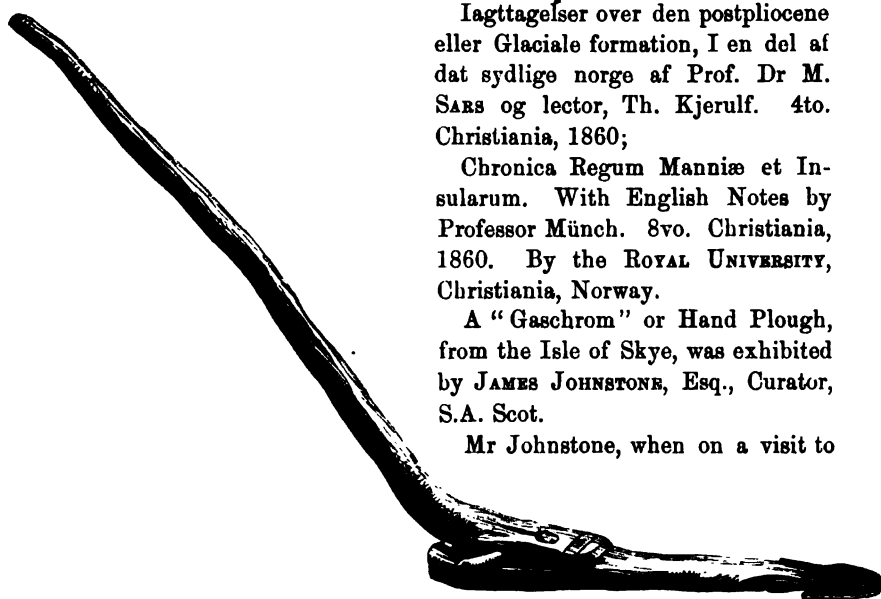 Iagttagelser over den postpliocene
eller Glaciale formation, I en del af
dat sydlige norge af Prof. Dr M.
SARS og lector, Th. Kjerulf. 4to.
Christiania, 1860;
Chronica Regum Manniæ et In-
sularum. With English Notes by
Professor Münch. 8vo. Christiania,
1860. By the ROYAL UNIVERSITY,
Christiania, Norway.
A "Gaschrom" or Hand Plough,
from the Isle of Skye, was exhibited
by JAMES JOHNSTONE, Esq., Curator,
S.A. Scot.
Mr Johnstone, when on a visit to